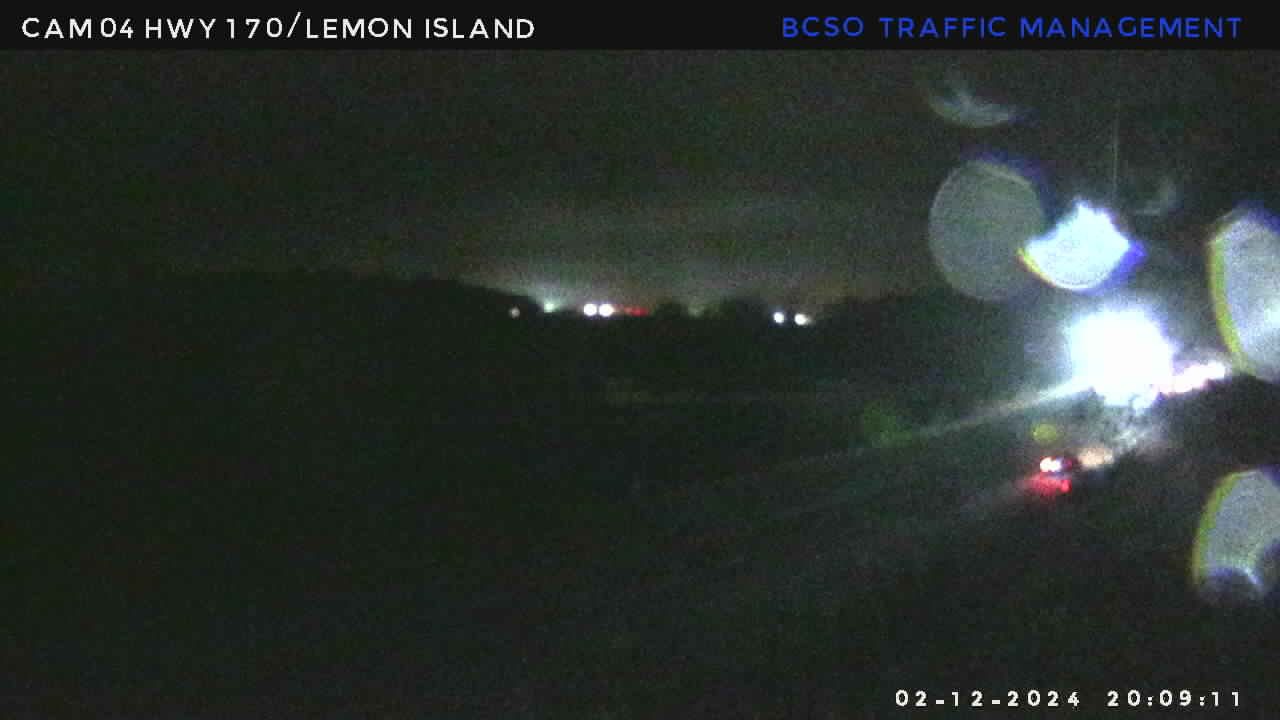 CAM04 HWY 170/LEMON ISLAND
BCSO TRAFFIC MANAGEMENT
02-12-2024 20:09:11